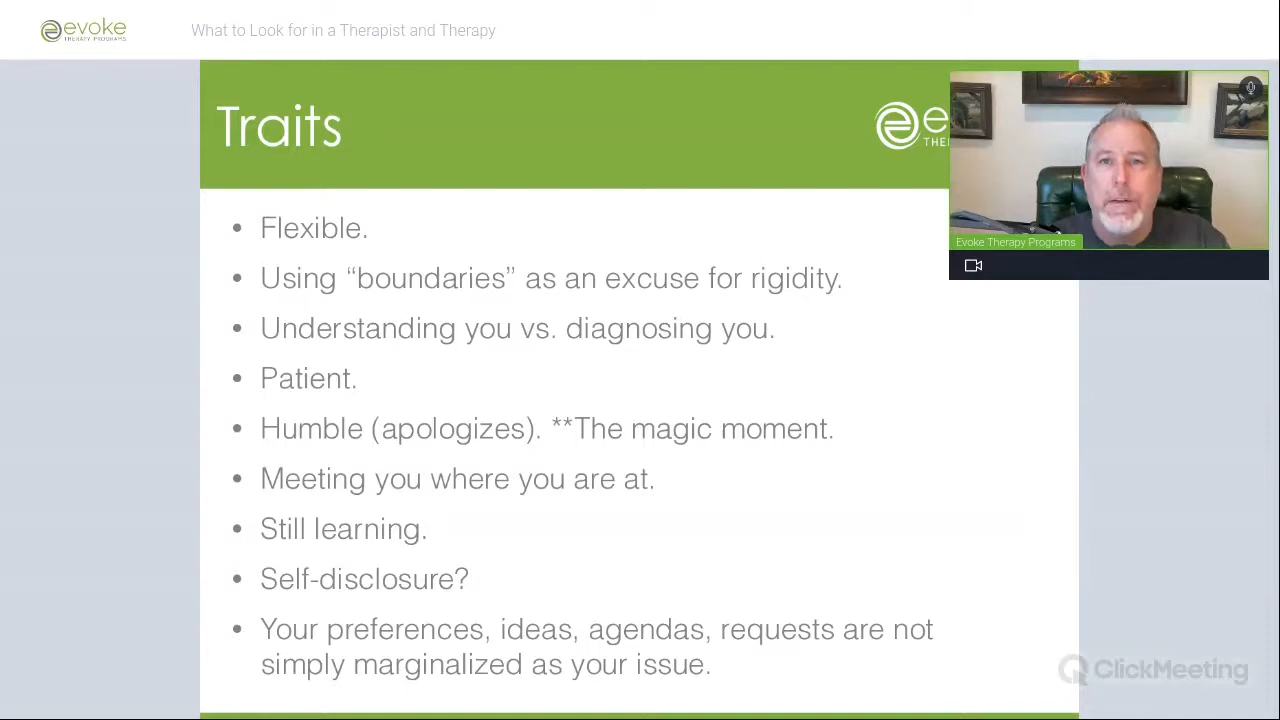 evoke
THERAPY PROGRAMS
What to Look for in a Therapist and Therapy
Traits
e
THE
Evoke Therapy Programs
• Flexible.
• Using “boundaries” as an excuse for rigidity.
• Understanding you vs. diagnosing you.
• Patient.
• Humble (apologizes). **The magic moment.
• Meeting you where you are at.
• Still learning.
• Self-disclosure?
• Your preferences, ideas, agendas, requests are not
simply marginalized as your issue.
ClickMeeting